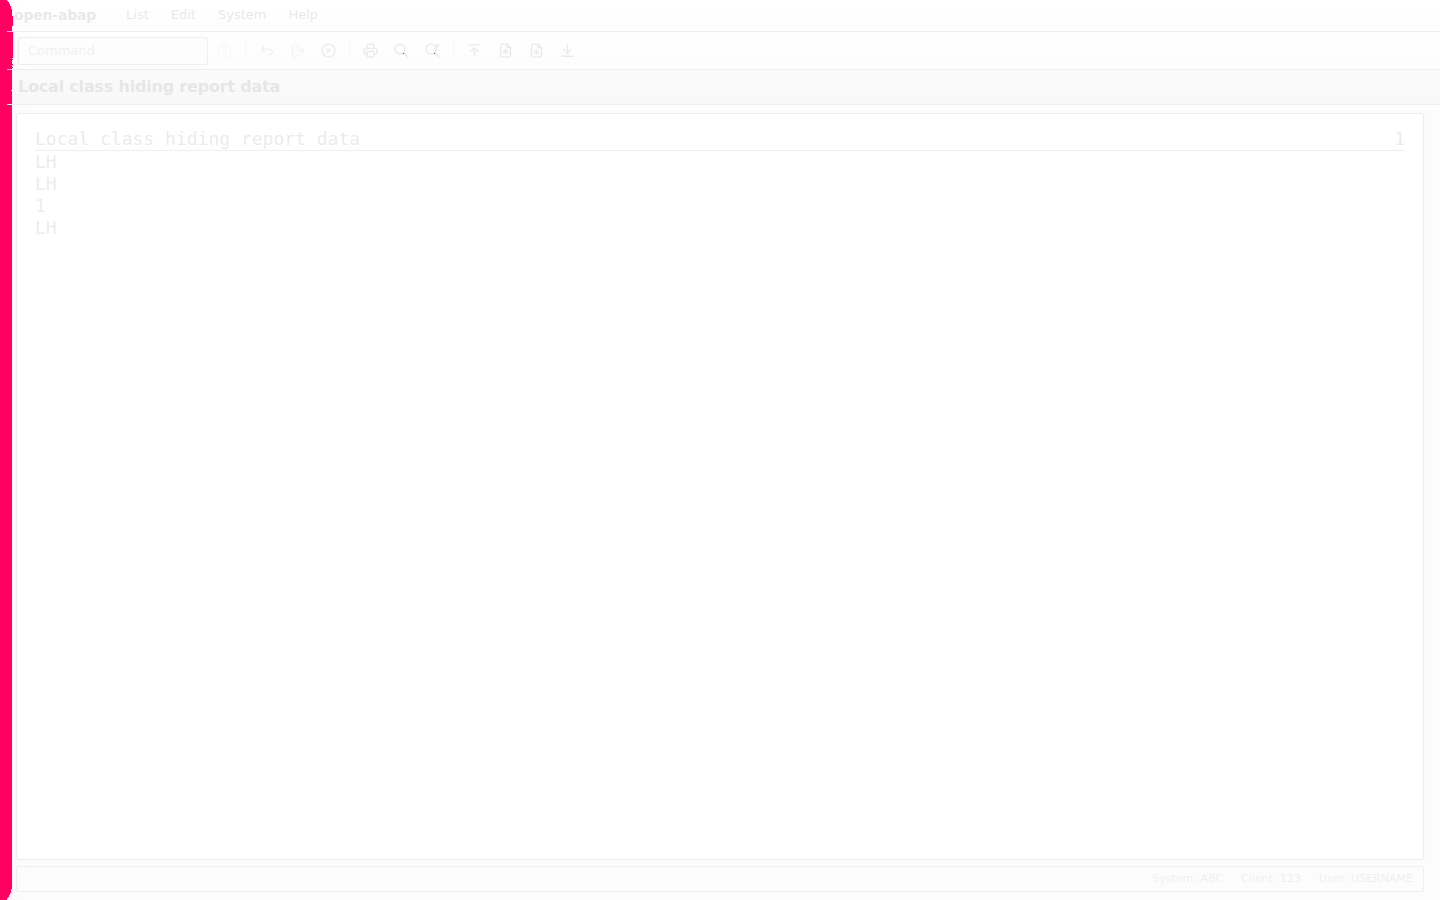 open-abap List Edit System Help
Command
Local class hiding report data
Local class hiding report data 1
LH
LH
1
LH
System: ABC Client: 123 User: USERNAME